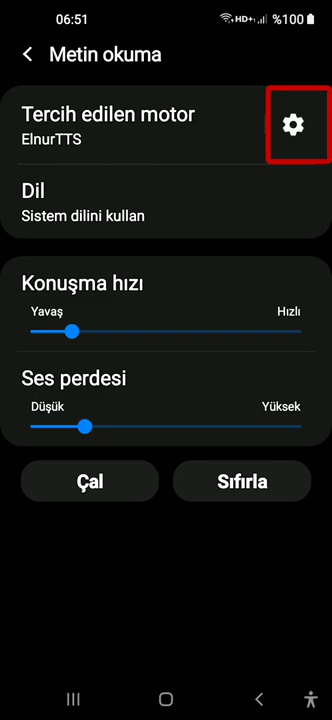 06:51
HD+ %100
Metin okuma
Tercih edilen motor
ElnurTTS
Dil
Sistem dilini kullan
Konuşma hızı
Yavaş Hızlı
Ses perdesi
Düşük Yüksek
Çal Sıfırla